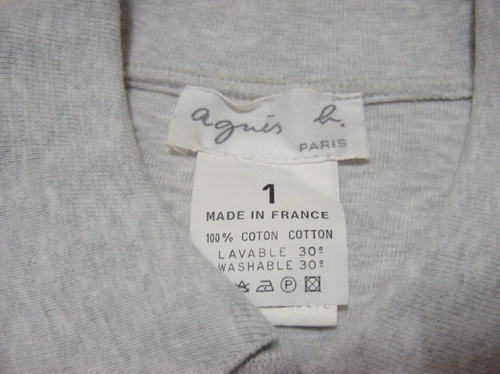 agnès b.
PARIS
1
MADE IN FRANCE
100% COTON COTTON
LAVABLE 30º
WASHABLE 30º
P